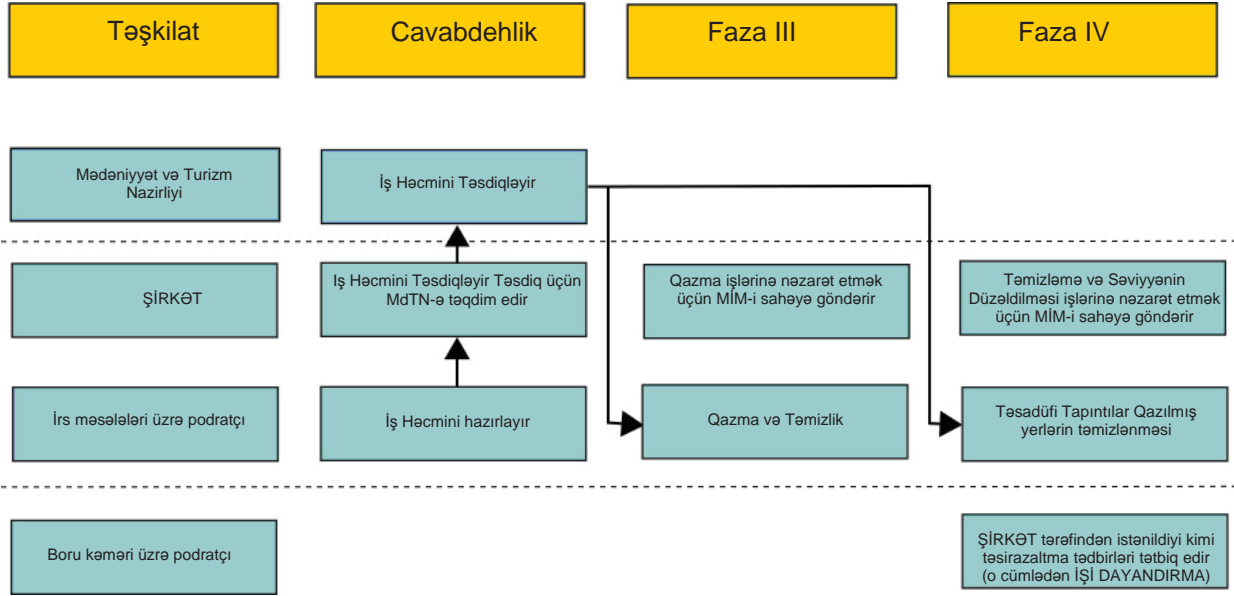 Təşkilat
Cavabdehlik
Faza III
Faza IV
Mədəniyyət və Turizm
Nazirliyi
İş Həcmini Təsdiqləyir
ŞİRKƏT
Iş Həcmini Təsdiqləyir Təsdiq üçün
MdTN-ə təqdim edir
Qazma işlərinə nəzarət etmək
üçün MİM-i sahəyə göndərir
Təmizləmə və Səviyyənin
Düzəldilməsi işlərinə nəzarət etmək
üçün MİM-i sahəyə göndərir
İrs məsələləri üzrə podratçı
İş Həcmini hazırlayır
Qazma və Təmizlik
Təsadüfi Tapıntılar Qazılmış
yerlərin təmizlənməsi
Boru kəməri üzrə podratçı
ŞİRKƏT tərəfindən istənildiyi kimi
təsirazaltma tədbirləri tətbiq edir
(o cümlədən İŞİ DAYANDIRMA)